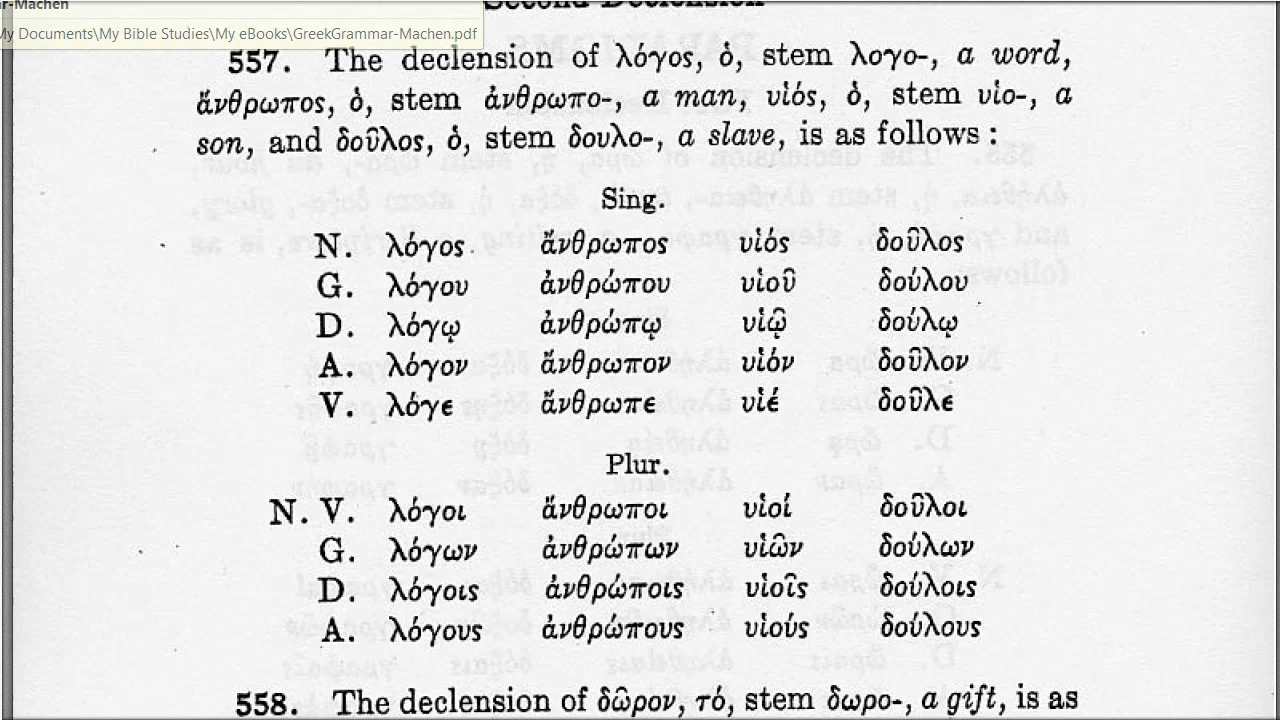 ar-Machen
My Documents\My Bible Studies\My eBooks\GreekGrammar-Machen.pdf
Second Declension
557. The declension of λόγος, ὁ, stem λογο-, a word,
ἄνθρωπος, ὁ, stem ἀνθρωπο-, a man, υἱός, ὁ, stem υἱο-, a
son, and δοῦλος, ὁ, stem δουλο-, a slave, is as follows:
Sing.
N. λόγος ἄνθρωπος υἱός δοῦλος
G. λόγου ἀνθρώπου υἱοῦ δούλου
D. λόγῳ ἀνθρώπῳ υἱῷ δούλῳ
A. λόγον ἄνθρωπον υἱόν δοῦλον
V. λόγε ἄνθρωπε υἱέ δοῦλε
Plur.
N. V. λόγοι ἄνθρωποι υἱοί δοῦλοι
G. λόγων ἀνθρώπων υἱῶν δούλων
D. λόγοις ἀνθρώποις υἱοῖς δούλοις
A. λόγους ἀνθρώπους υἱούς δούλους
558. The declension of δῶρον, τό, stem δωρο-, a gift, is as